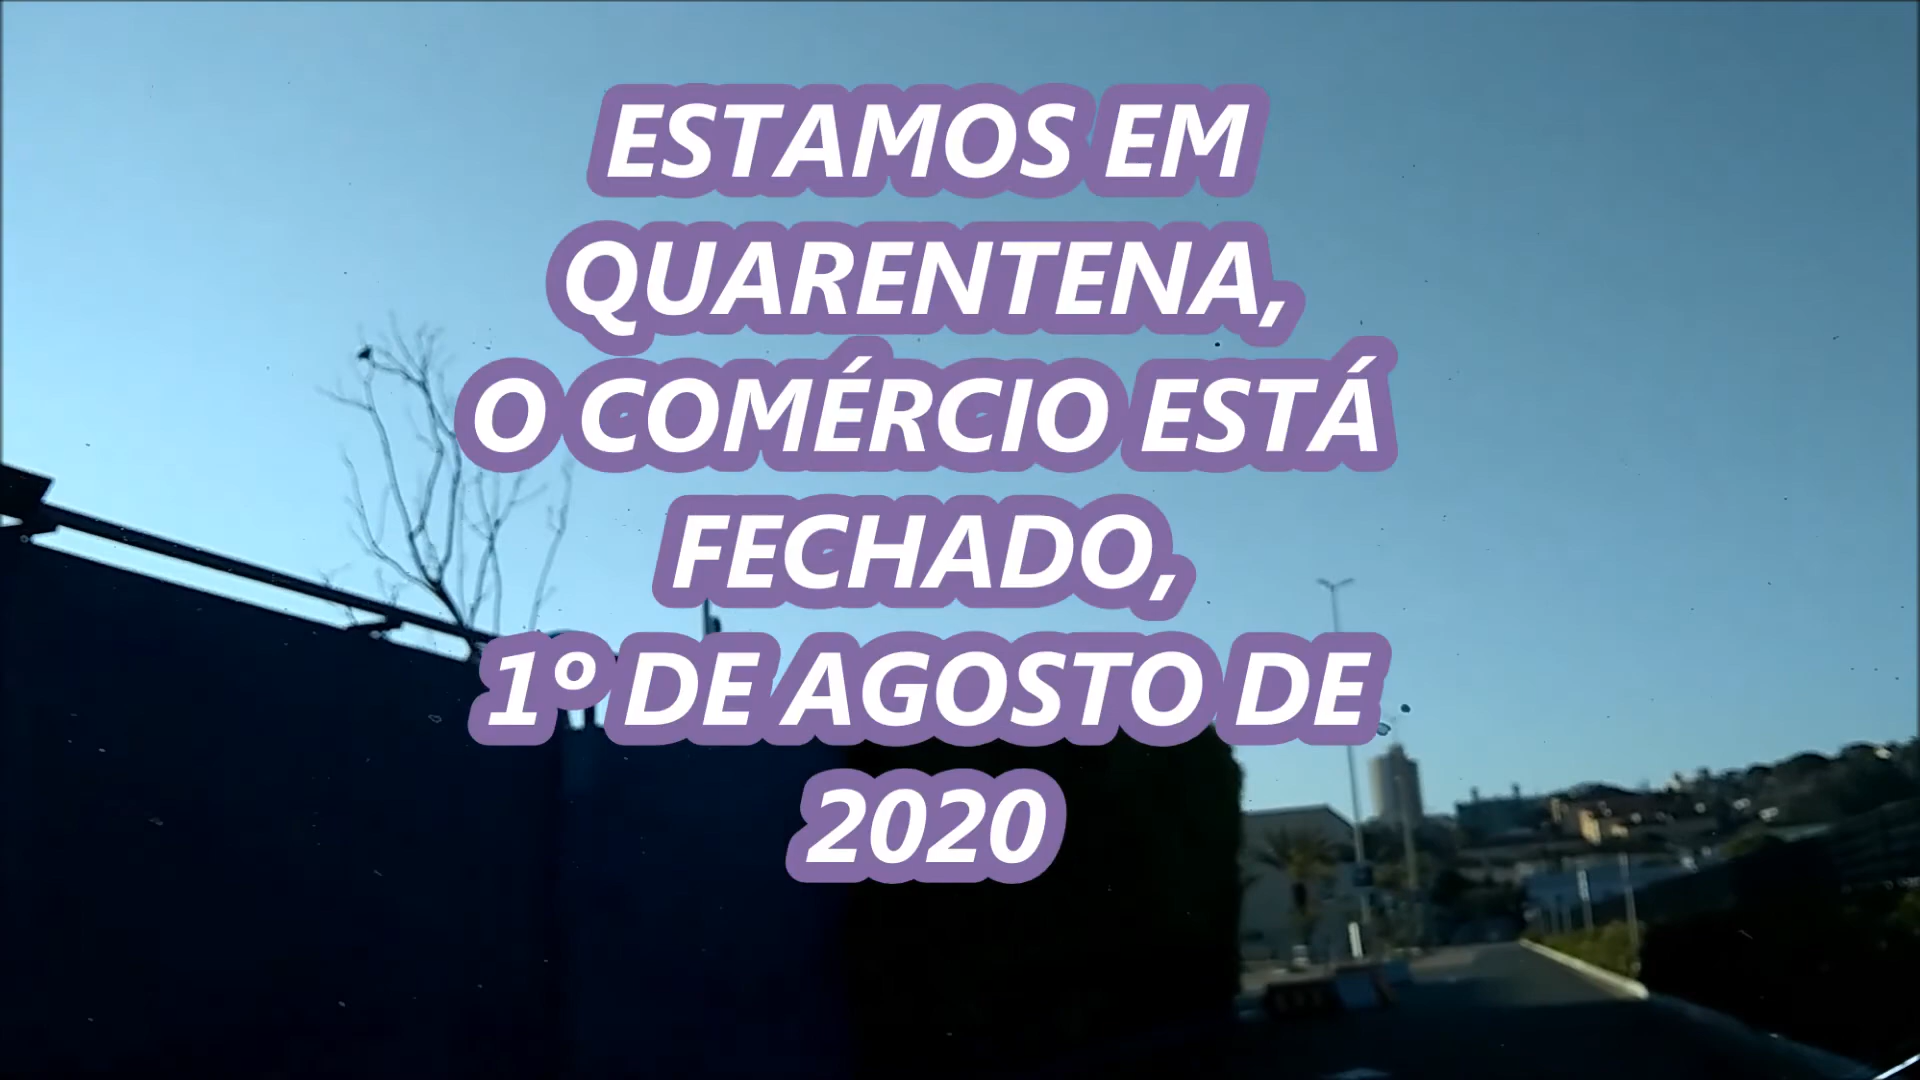 ESTAMOS EM
QUARENTENA,
O COMÉRCIO ESTÁ
FECHADO,
1º DE AGOSTO DE
2020